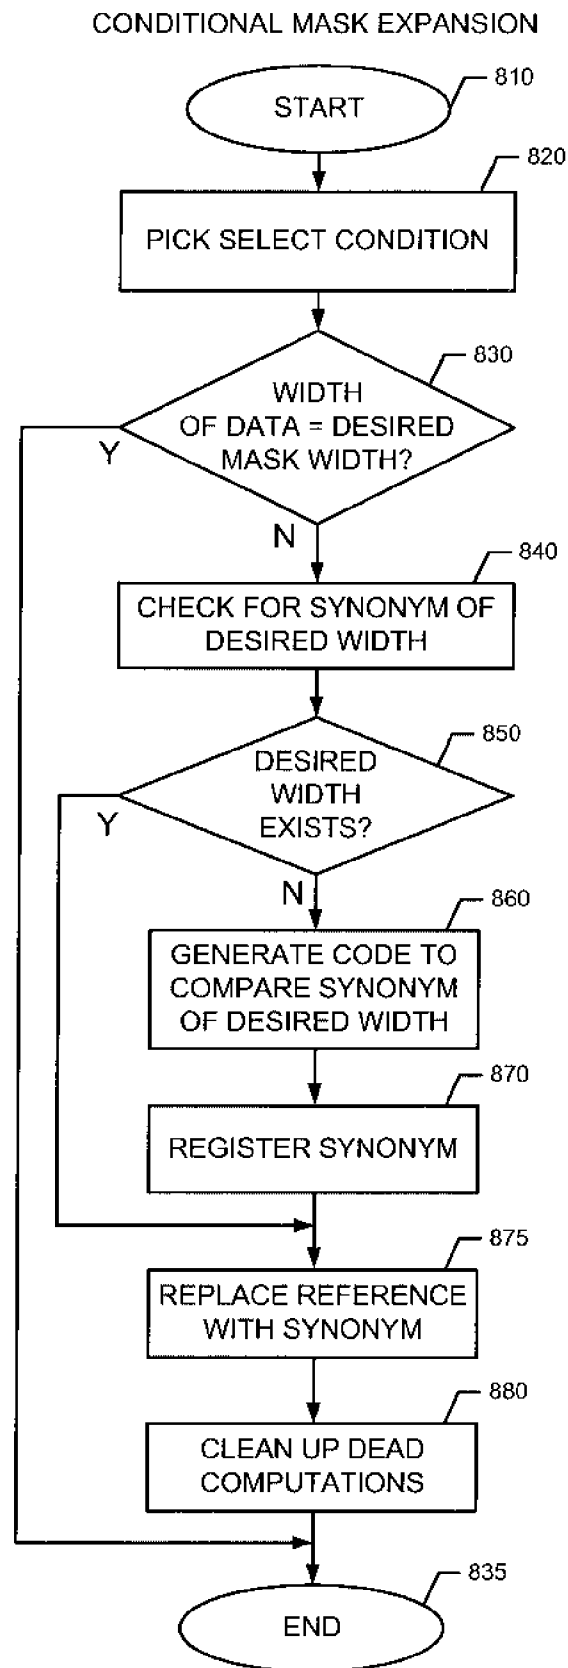 CONDITIONAL MASK EXPANSION
810
START
820
PICK SELECT CONDITION
830
WIDTH
OF DATA = DESIRED
MASK WIDTH?
Y
N
840
CHECK FOR SYNONYM OF
DESIRED WIDTH
850
DESIRED
WIDTH
EXISTS?
Y
N
860
GENERATE CODE TO
COMPARE SYNONYM
OF DESIRED WIDTH
870
REGISTER SYNONYM
875
REPLACE REFERENCE
WITH SYNONYM
880
CLEAN UP DEAD
COMPUTATIONS
835
END